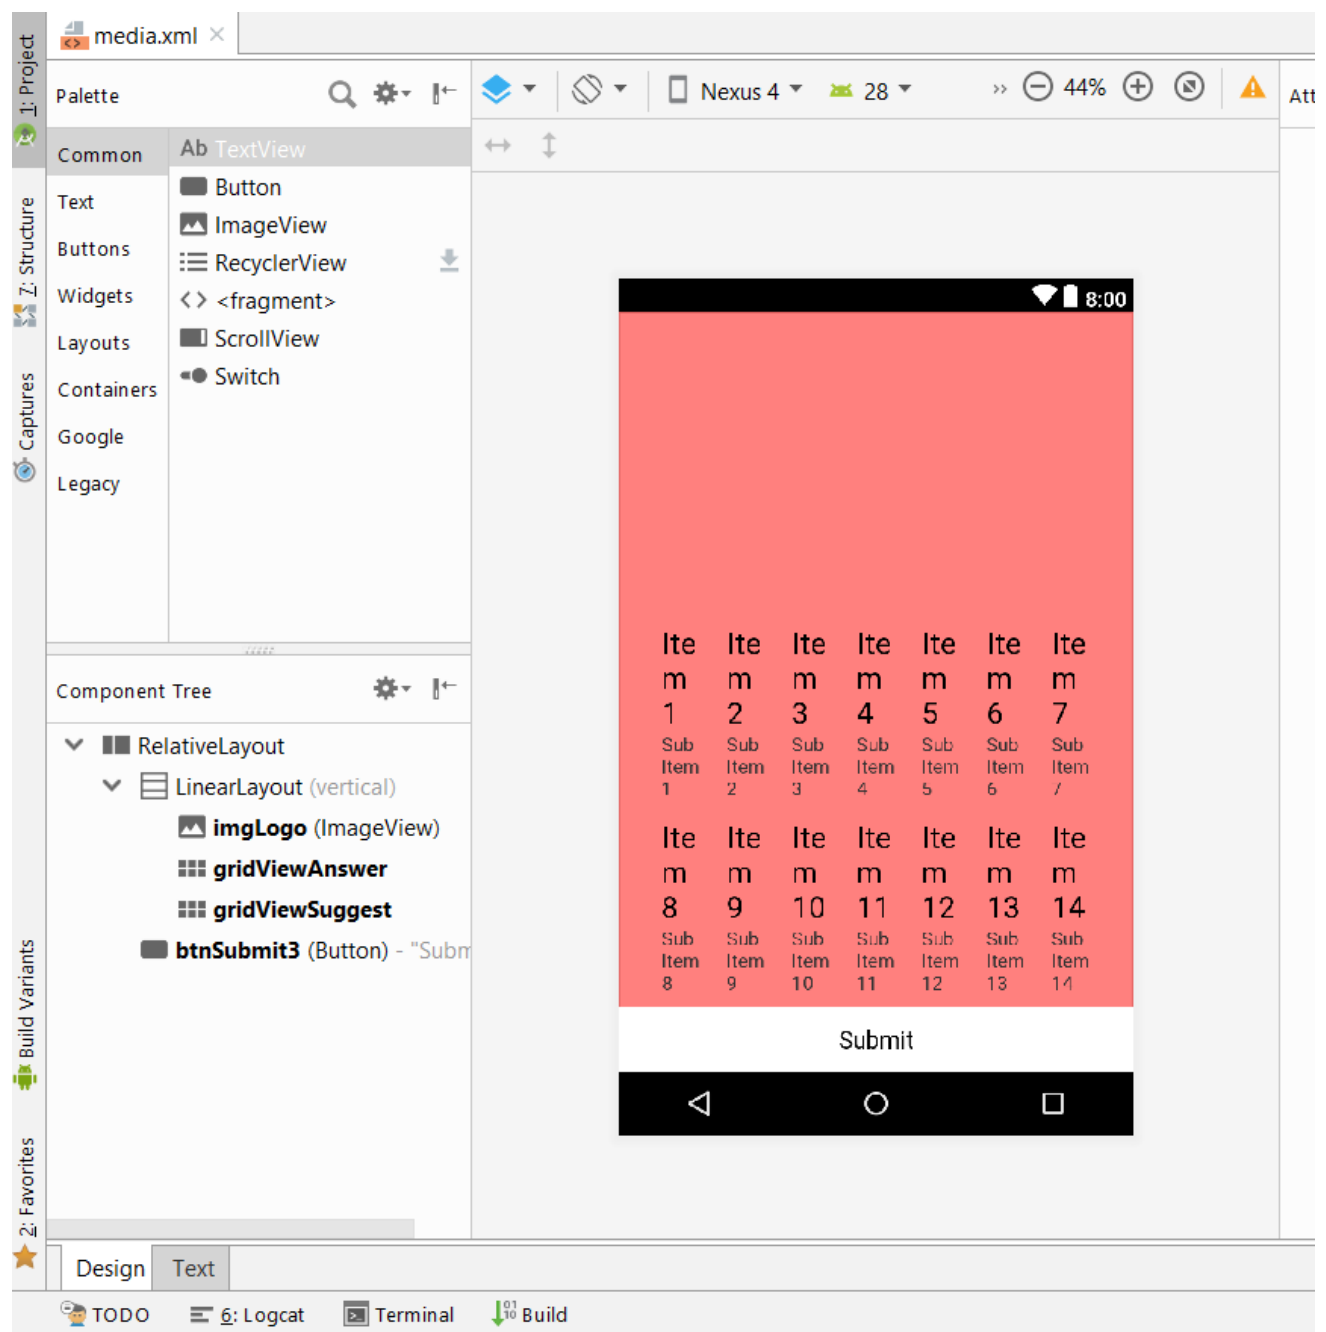 media.xml
1: Project
Z: Structure
Captures
Build Variants
2: Favorites
Palette
Nexus 4
28
44%
Common
Text
Buttons
Widgets
Layouts
Containers
Google
Legacy
Ab TextView
Button
ImageView
RecyclerView
<fragment>
ScrollView
Switch
Component Tree
RelativeLayout
LinearLayout (vertical)
imgLogo (ImageView)
gridViewAnswer
gridViewSuggest
btnSubmit3 (Button) - "Subm
8:00
Ite Ite Ite Ite Ite Ite Ite
m m m m m m m
1 2 3 4 5 6 7
Sub Sub Sub Sub Sub Sub Sub
Item Item Item Item Item Item Item
1 2 3 4 5 6 7
Ite Ite Ite Ite Ite Ite Ite
m m m m m m m
8 9 10 11 12 13 14
Sub Sub Sub Sub Sub Sub Sub
Item Item Item Item Item Item Item
8 9 10 11 12 13 14
Submit
Att
Design Text
TODO 6: Logcat Terminal Build